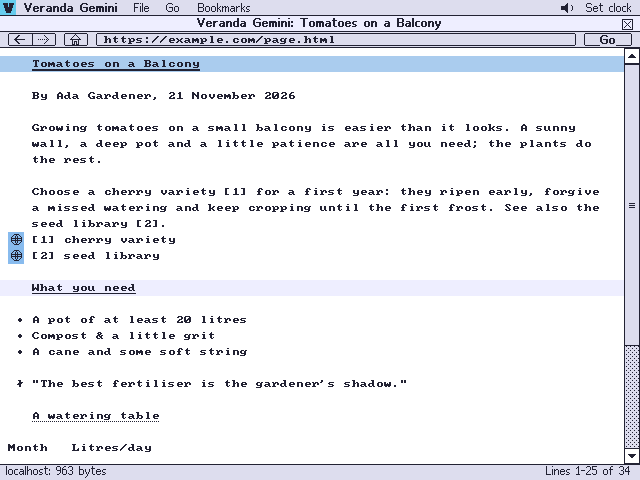 Veranda Gemini File Go Bookmarks Set clock
Veranda Gemini: Tomatoes on a Balcony
https://example.com/page.html Go
Tomatoes on a Balcony
By Ada Gardener, 21 November 2026
Growing tomatoes on a small balcony is easier than it looks. A sunny
wall, a deep pot and a little patience are all you need; the plants do
the rest.
Choose a cherry variety [1] for a first year: they ripen early, forgive
a missed watering and keep cropping until the first frost. See also the
seed library [2].
[1] cherry variety
[2] seed library
What you need
• A pot of at least 20 litres
• Compost & a little grit
• A cane and some soft string
"The best fertiliser is the gardener's shadow."
A watering table
Month Litres/day
localhost: 963 bytes Lines 1-25 of 34